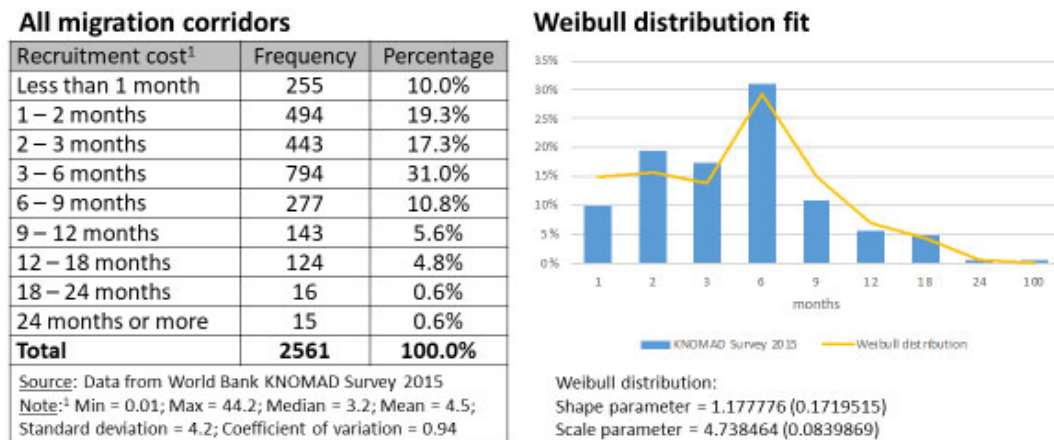 All migration corridors
Recruitment cost¹ Frequency Percentage
Less than 1 month 255 10.0%
1 – 2 months 494 19.3%
2 – 3 months 443 17.3%
3 – 6 months 794 31.0%
6 – 9 months 277 10.8%
9 – 12 months 143 5.6%
12 – 18 months 124 4.8%
18 – 24 months 16 0.6%
24 months or more 15 0.6%
Total 2561 100.0%
Source: Data from World Bank KNOMAD Survey 2015
Note:¹ Min = 0.01; Max = 44.2; Median = 3.2; Mean = 4.5;
Standard deviation = 4.2; Coefficient of variation = 0.94
Weibull distribution fit
35%
30%
25%
20%
15%
10%
5%
0%
1 2 3 6 9 12 18 24 100
months
KNOMAD Survey 2015 Weibull distribution
Weibull distribution:
Shape parameter = 1.177776 (0.1719515)
Scale parameter = 4.738464 (0.0839869)